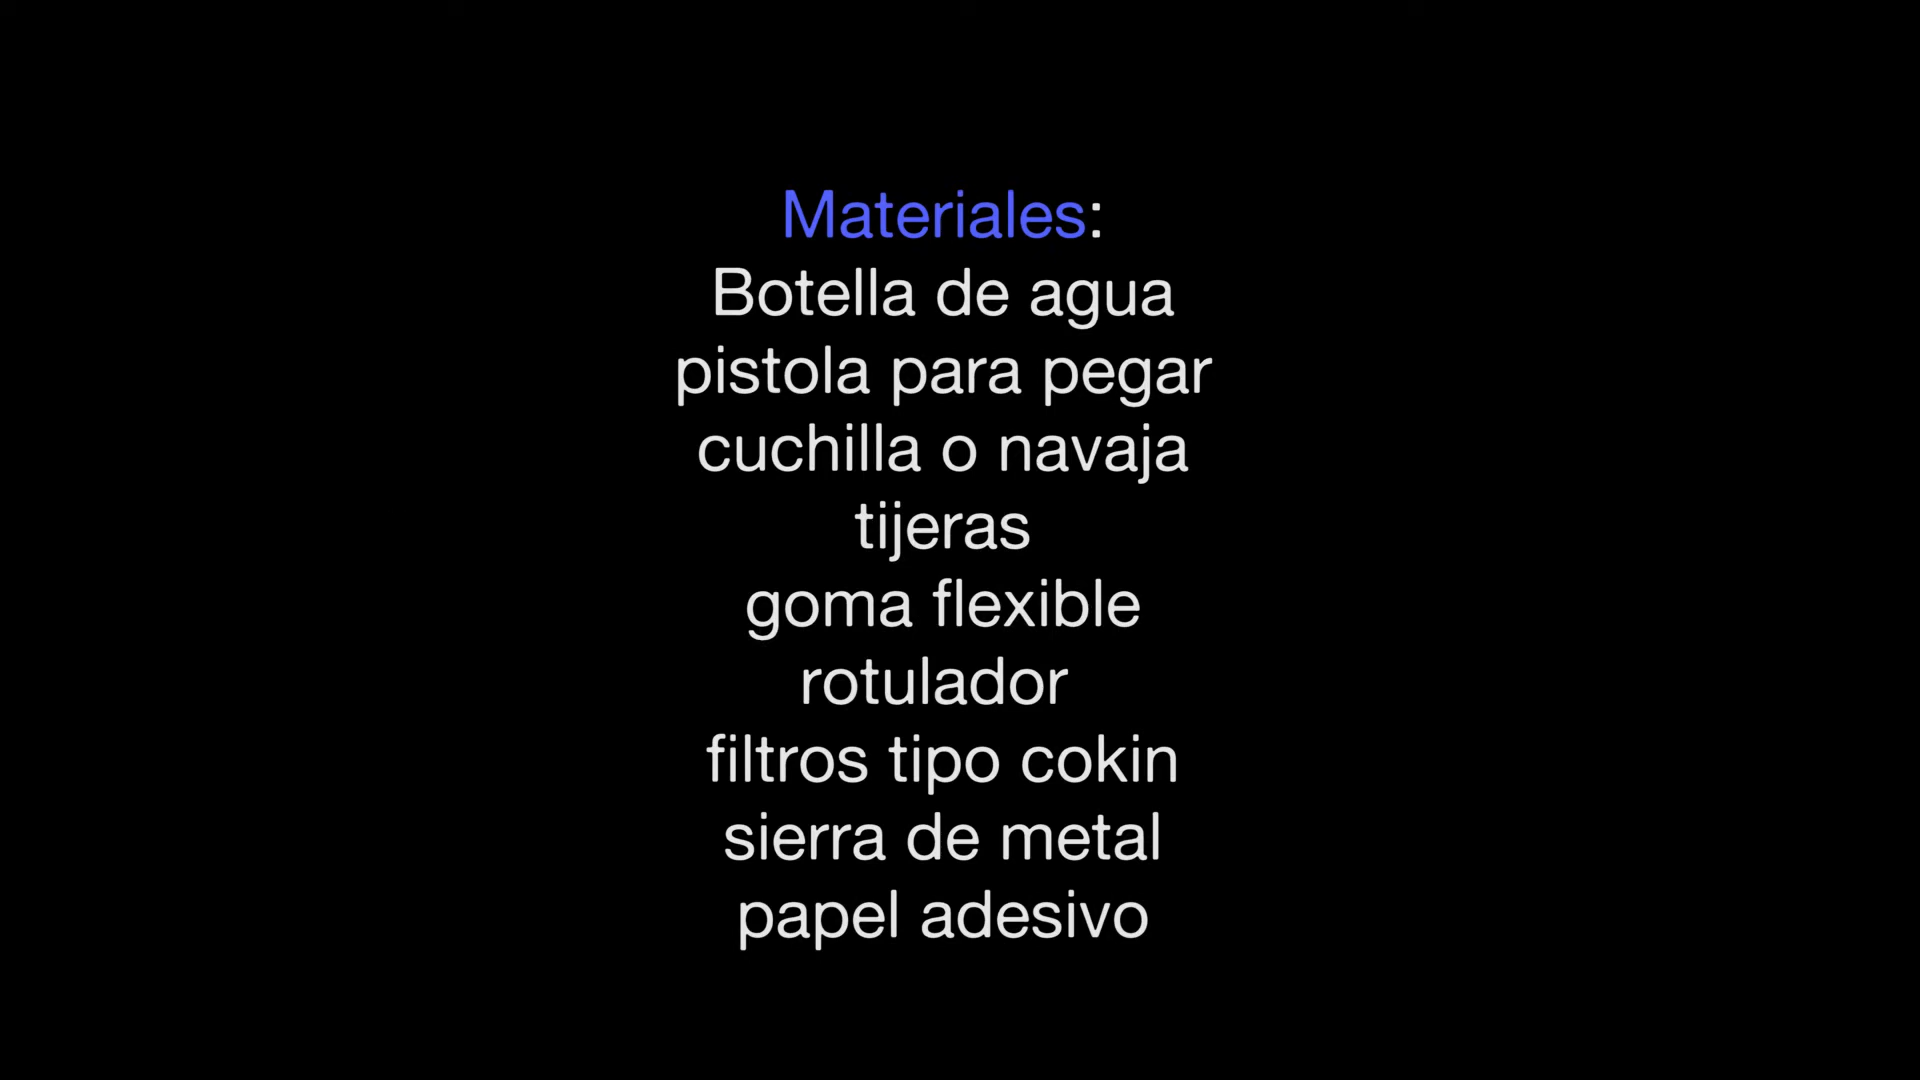 Materiales:
Botella de agua
pistola para pegar
cuchilla o navaja
tijeras
goma flexible
rotulador
filtros tipo cokin
sierra de metal
papel adesivo